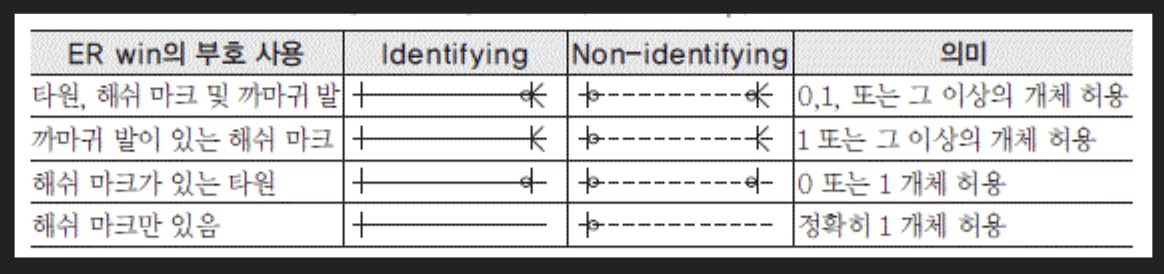 ER win의 부호 사용 Identifying Non-identifying 의미
타원, 해쉬 마크 및 까마귀 발 0,1, 또는 그 이상의 개체 허용
까마귀 발이 있는 해쉬 마크 1 또는 그 이상의 개체 허용
해쉬 마크가 있는 타원 0 또는 1 개체 허용
해쉬 마크만 있음 정확히 1 개체 허용